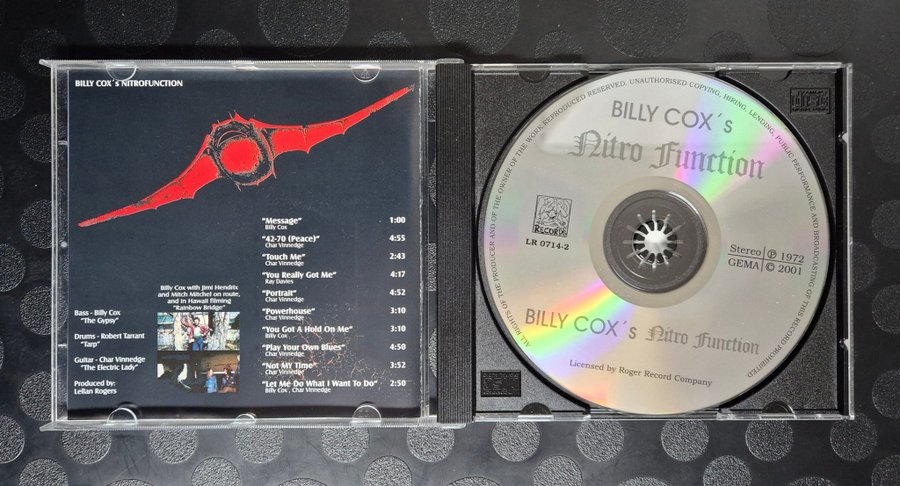 BILLY COX´s NITROFUNCTION
"Message" 1:00
Billy Cox
"42-70 (Peace)" 4:55
Char Vinnedge
"Touch Me" 2:43
Char Vinnedge
"You Really Got Me" 4:17
Ray Davies
"Portrait" 4:52
Char Vinnedge
"Powerhouse" 3:10
Char Vinnedge
"You Got A Hold On Me" 3:10
Billy Cox
"Play Your Own Blues" 4:50
Char Vinnedge
"Not My Time" 3:52
Char Vinnedge
"Let Me Do What I Want To Do" 2:50
Billy Cox , Char Vinnedge
Billy Cox with Jimi Hendrix
and Mitch Mitchel on route,
and in Hawaii filming
"Rainbow Bridge"
Bass - Billy Cox
"The Gypsy"
Drums - Robert Tarrant
"Tarp"
Guitar - Char Vinnedge
"The Electric Lady"
Produced by:
Lellan Rogers
ALL RIGHTS OF THE PRODUCER AND OF THE OWNER OF THE WORK REPRODUCED RESERVED. UNAUTHORISED COPYING, HIRING, LENDING, PUBLIC PERFORMANCE AND BROADCASTING OF THIS RECORD PROHIBITED
BILLY COX´s
Nitro Function
RECORDS
LR 0714-2
Stereo ℗ 1972
GEMA © 2001
BILLY COX´s Nitro Function
Licensed by Roger Record Company